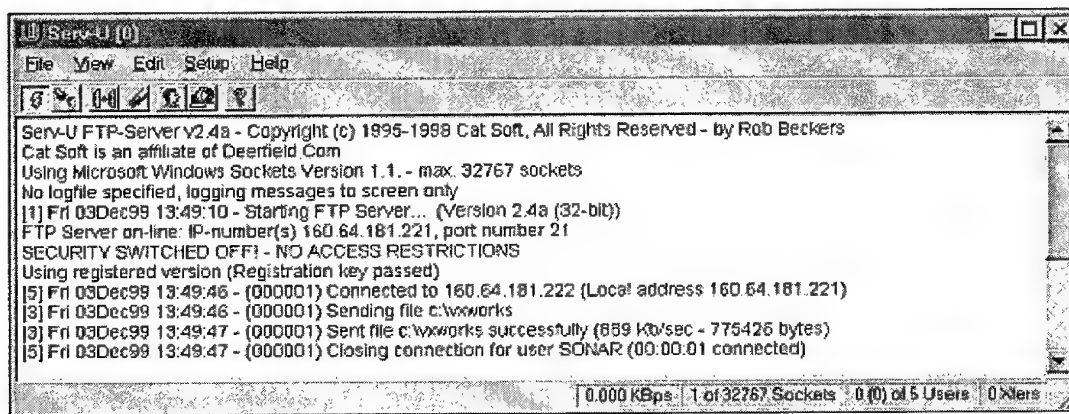 Serv-U (0)
File View Edit Setup Help
Serv-U FTP-Server v2.4a - Copyright (c) 1995-1998 Cat Soft, All Rights Reserved - by Rob Beckers
Cat Soft is an affiliate of Deerfield.Com
Using Microsoft Windows Sockets Version 1.1. - max. 32767 sockets
No logfile specified, logging messages to screen only
[1] Fri 03Dec99 13:49:10 - Starting FTP Server... (Version 2.4a (32-bit))
FTP Server on-line: IP-number(s) 160.64.181.221, port number 21
SECURITY SWITCHED OFF! - NO ACCESS RESTRICTIONS
Using registered version (Registration key passed)
[5] Fri 03Dec99 13:49:46 - (000001) Connected to 160.64.181.222 (Local address 160.64.181.221)
[3] Fri 03Dec99 13:49:46 - (000001) Sending file c:\vxworks
[3] Fri 03Dec99 13:49:47 - (000001) Sent file c:\vxworks successfully (889 Kb/sec - 775426 bytes)
[5] Fri 03Dec99 13:49:47 - (000001) Closing connection for user SONAR (00:00:01 connected)
0.000 KBps 1 of 32767 Sockets 0 (0) of 5 Users 0 Xfers